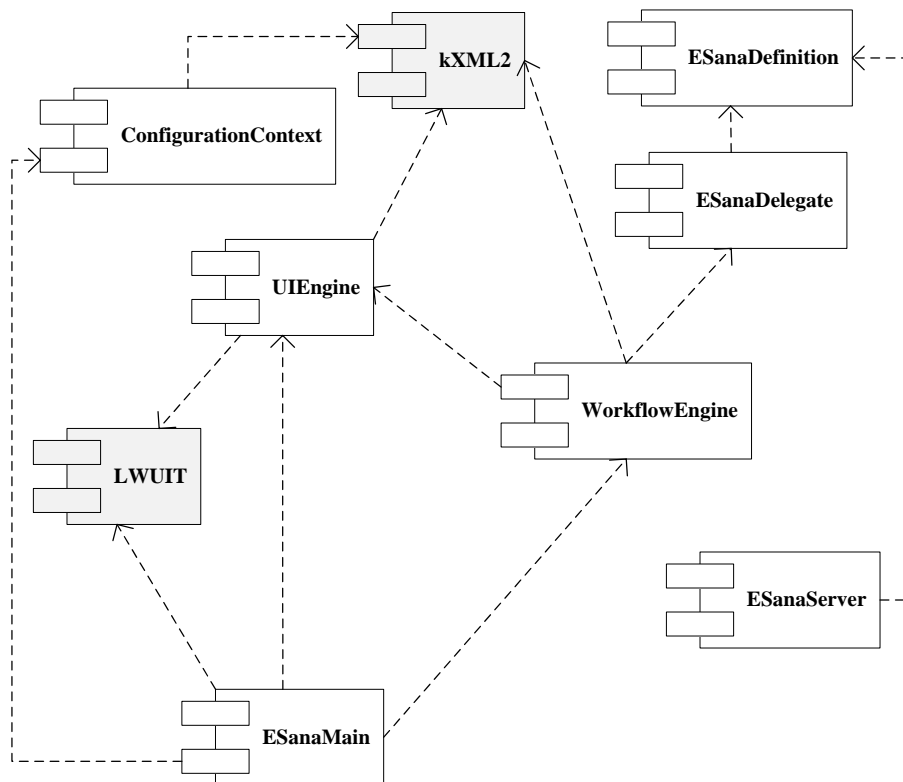 kXML2
ESanaDefinition
ConfigurationContext
ESanaDelegate
UIEngine
WorkflowEngine
LWUIT
ESanaServer
ESanaMain